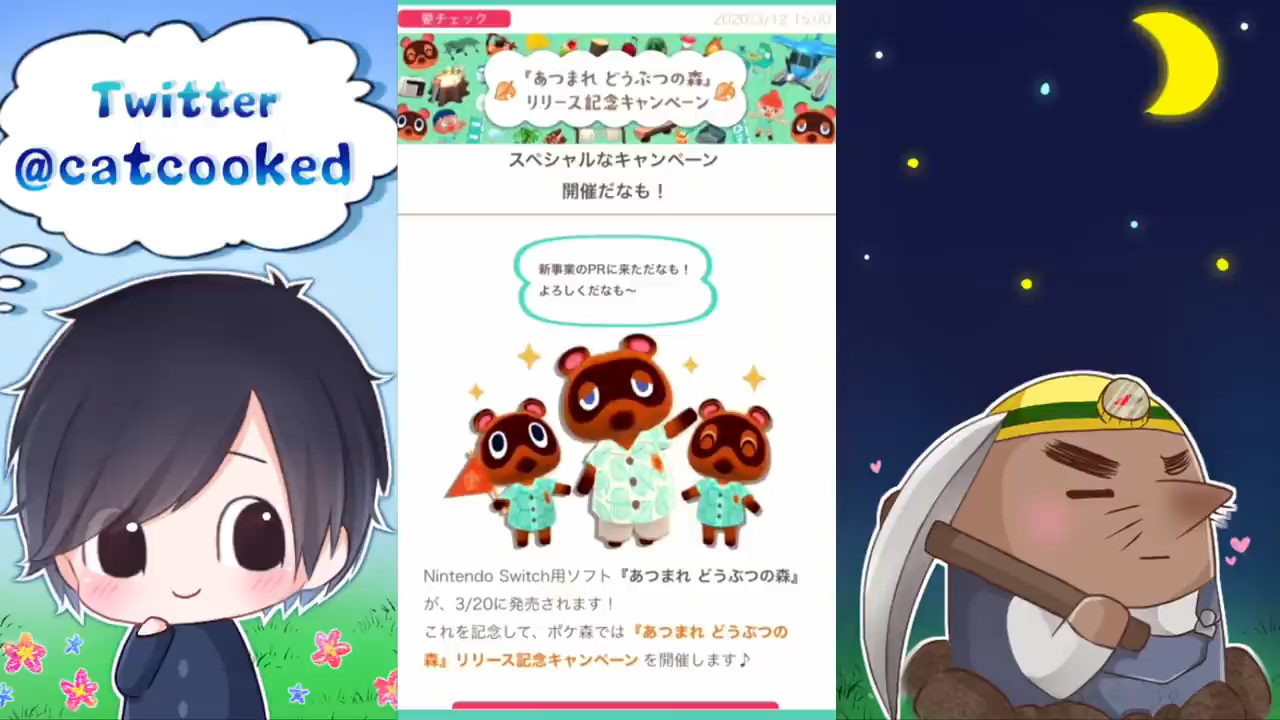 Twitter
@catcooked
要チェック
2020/3/12 15:00
『あつまれ どうぶつの森』
リリース記念キャンペーン
スペシャルなキャンペーン
開催だなも！
新事業のPRに来ただなも！
よろしくだなも～
Nintendo Switch用ソフト『あつまれ どうぶつの森』
が、3/20に発売されます！
これを記念して、ポケ森では『あつまれ どうぶつの
森』リリース記念キャンペーン を開催します♪